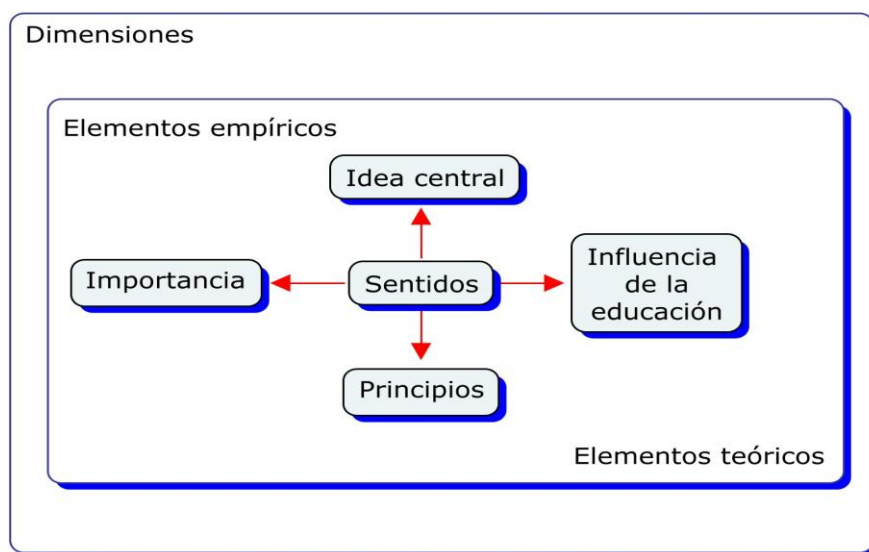 Dimensiones
Elementos empíricos
Idea central
Importancia
Sentidos
Influencia
de la
educación
Principios
Elementos teóricos